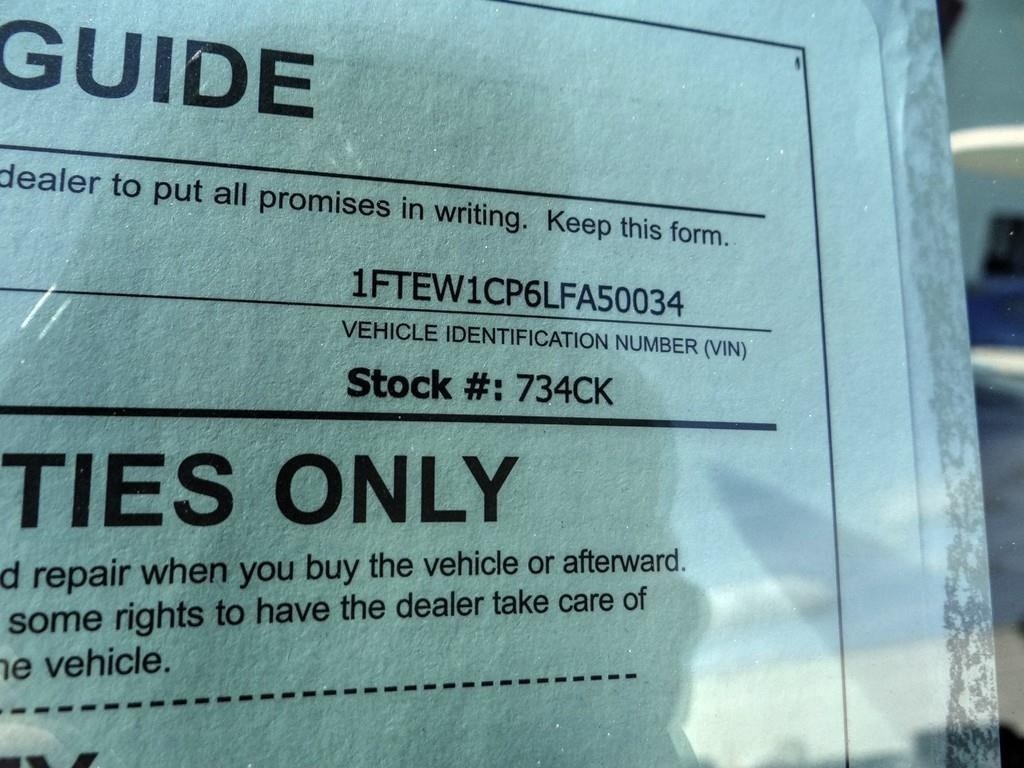 GUIDE
dealer to put all promises in writing. Keep this form.
1FTEW1CP6LFA50034
VEHICLE IDENTIFICATION NUMBER (VIN)
Stock #: 734CK
TIES ONLY
d repair when you buy the vehicle or afterward.
some rights to have the dealer take care of
he vehicle.